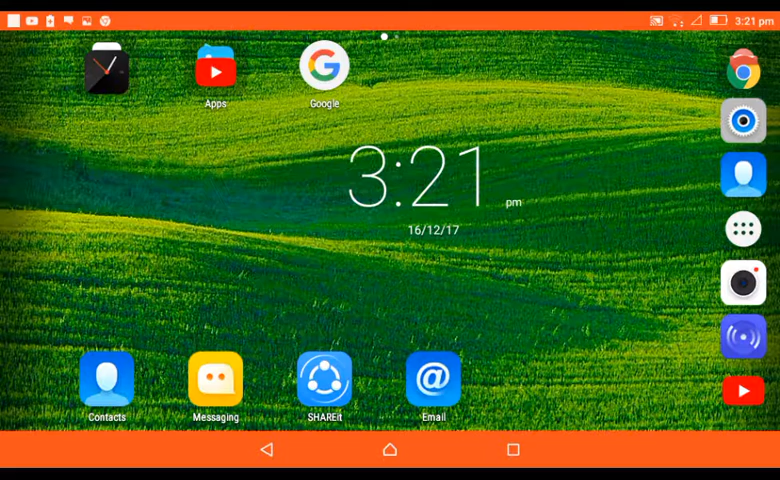 3:21 pm
Apps
Google
3:21 pm
16/12/17
Contacts
Messaging
SHAREit
Email